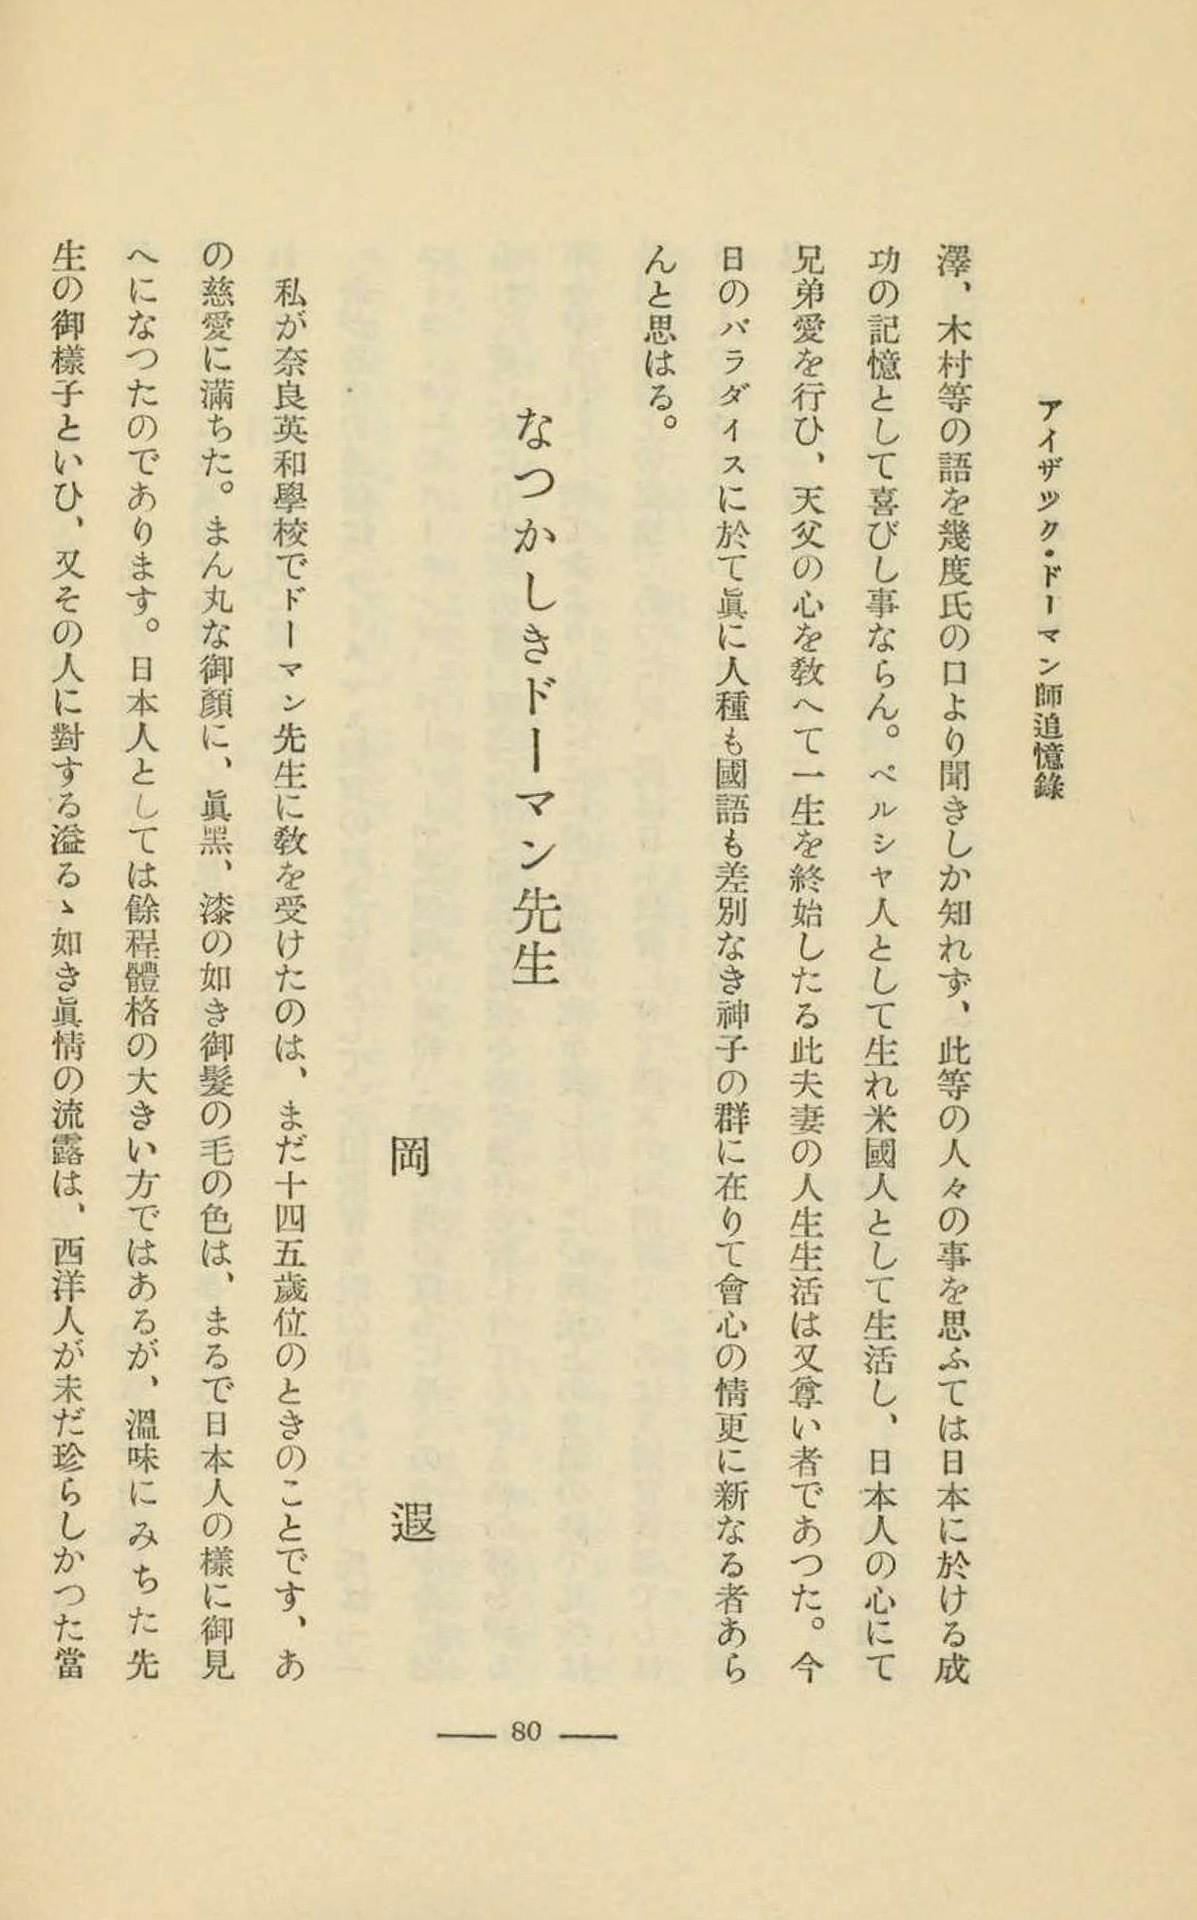 アイザック・ドーマン師追憶錄
澤、木村等の語を幾度氏の口より聞きしか知れず、此等の人々の事を思ふては日本に於ける成
功の記憶として喜びし事ならん。ペルシャ人として生れ米國人として生活し、日本人の心にて
兄弟愛を行ひ、天父の心を敎へて一生を終始したる此夫妻の人生生活は又尊い者であつた。今
日のパラダイスに於て眞に人種も國語も差別なき神子の群に在りて會心の情更に新なる者あら
んと思はる。
なつかしきドーマン先生
岡 遐
私が奈良英和學校でドーマン先生に敎を受けたのは、まだ十四五歲位のときのことです、あ
の慈愛に滿ちた。まん丸な御顏に、眞黑、漆の如き御髮の毛の色は、まるで日本人の樣に御見
へになつたのであります。日本人としては餘程體格の大きい方ではあるが、溫味にみちた先
生の御樣子といひ、又その人に對する溢るゝ如き眞情の流露は、西洋人が未だ珍らしかつた當
80